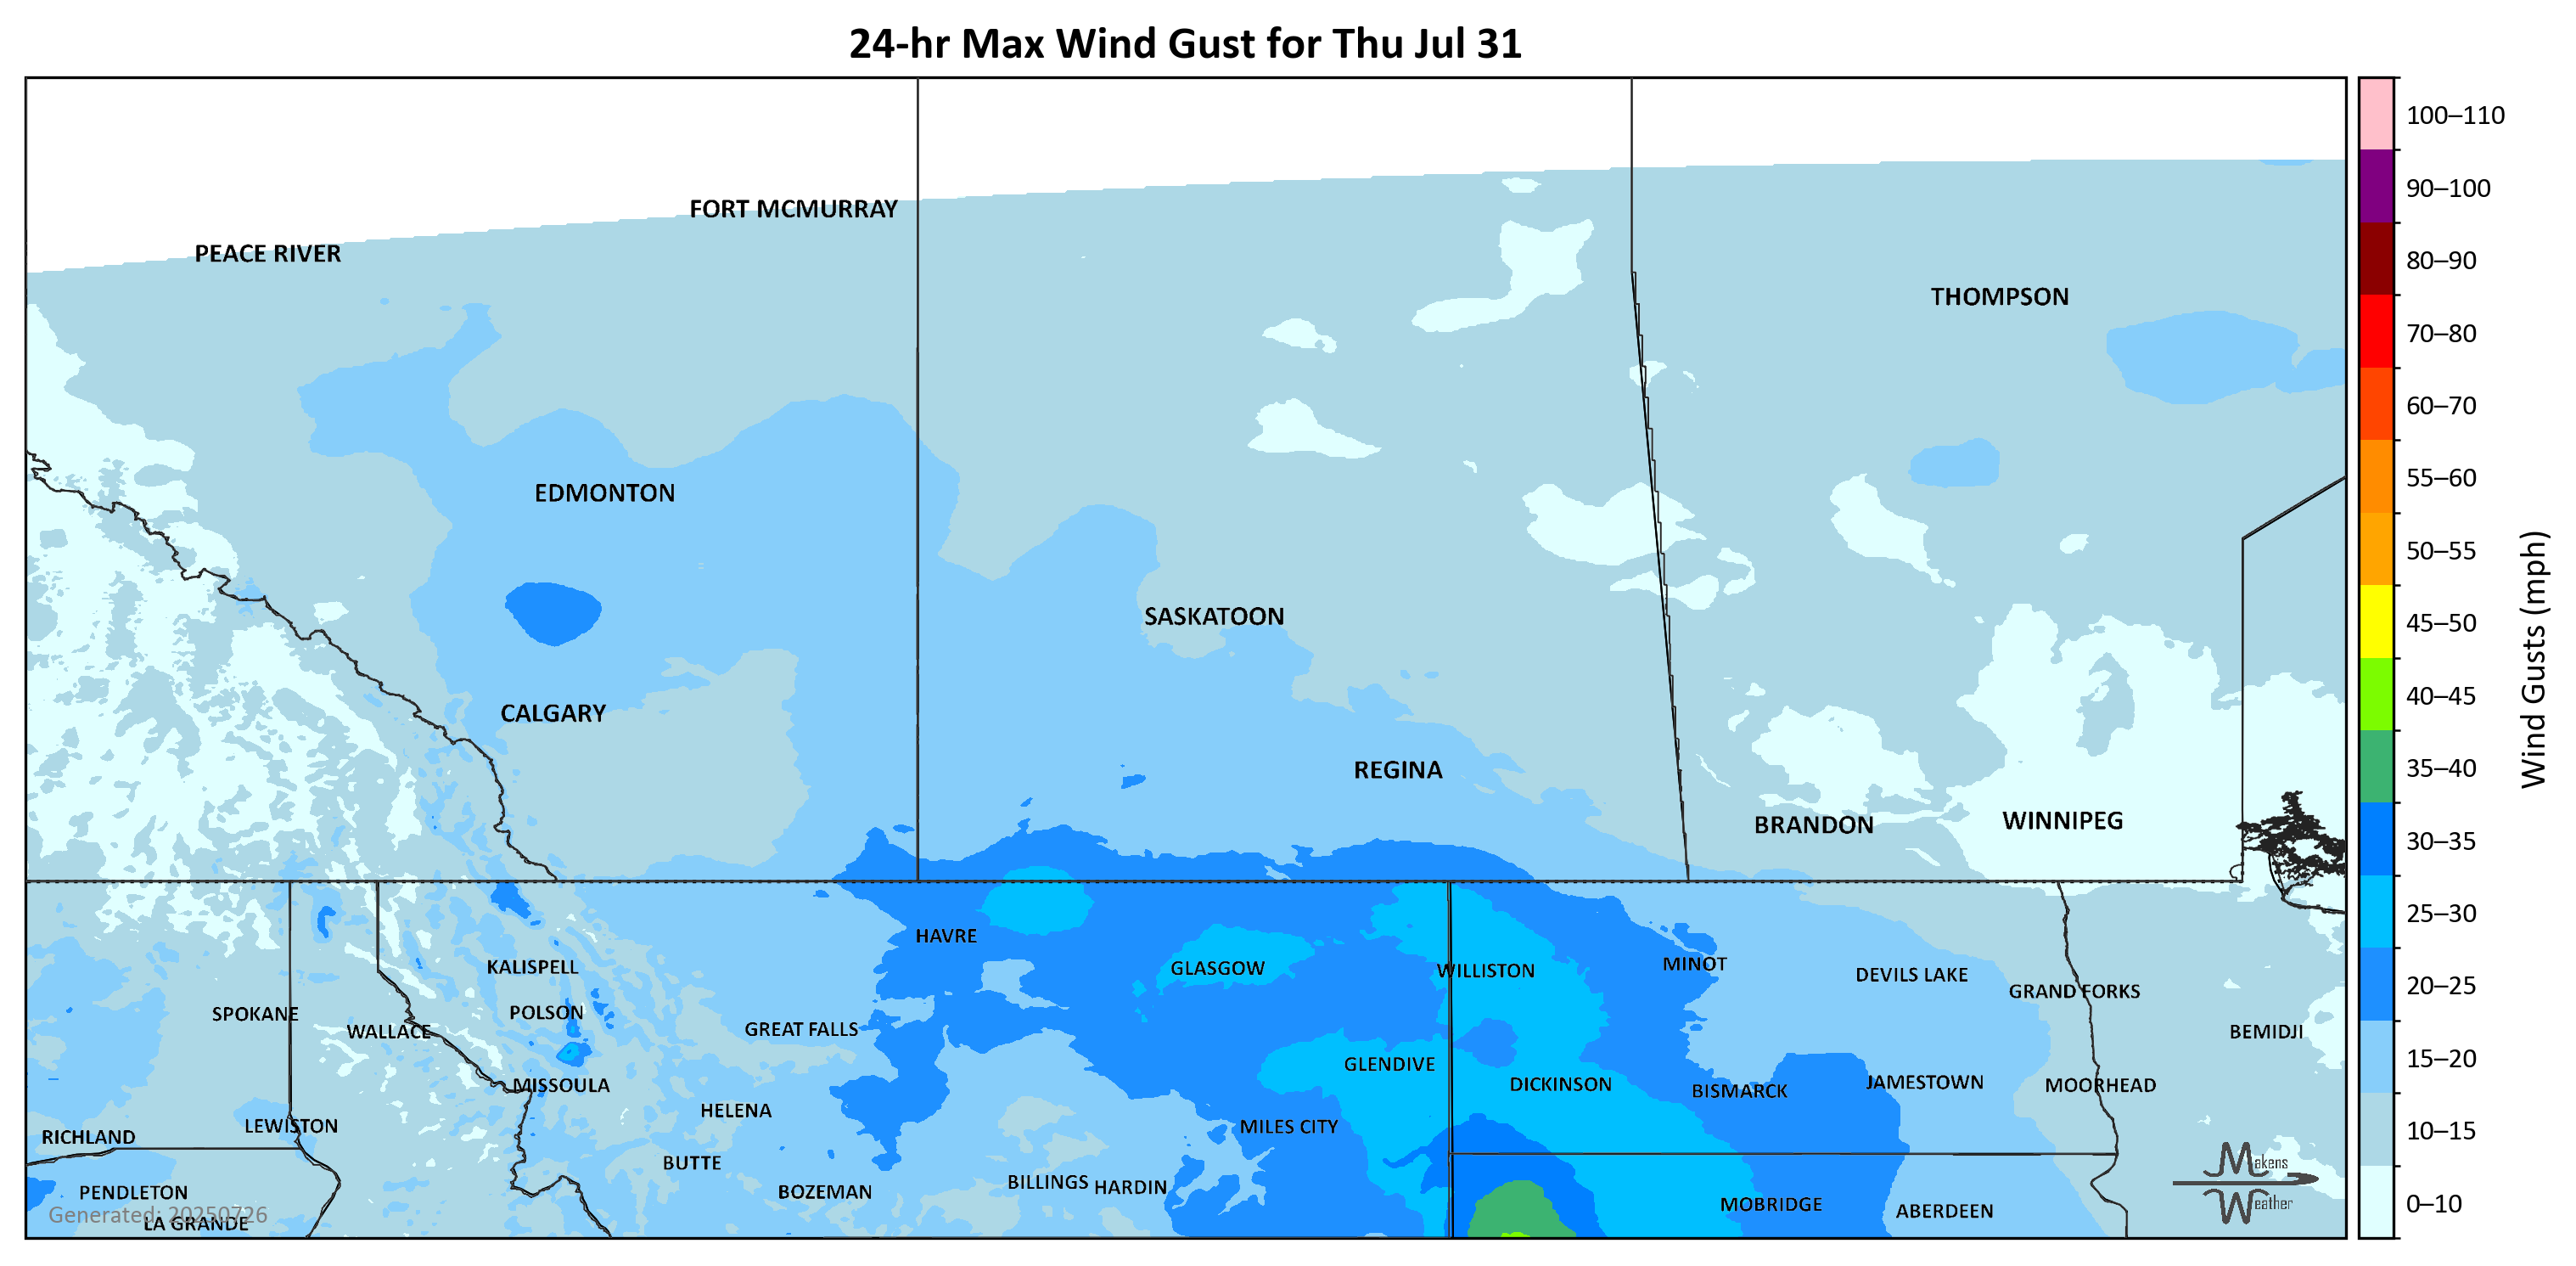 24-hr Max Wind Gust for Thu Jul 31
100–110
90–100
80–90
70–80
60–70
55–60
50–55
45–50
40–45
35–40
30–35
25–30
20–25
15–20
10–15
0–10
Wind Gusts (mph)
FORT MCMURRAY
PEACE RIVER
THOMPSON
EDMONTON
SASKATOON
CALGARY
REGINA
BRANDON
WINNIPEG
HAVRE
KALISPELL
GLASGOW
WILLISTON
MINOT
DEVILS LAKE
GRAND FORKS
SPOKANE
POLSON
WALLACE
GREAT FALLS
BEMIDJI
GLENDIVE
MISSOULA
DICKINSON
BISMARCK
JAMESTOWN
MOORHEAD
HELENA
LEWISTON
MILES CITY
RICHLAND
BUTTE
BILLINGS
HARDIN
PENDLETON
BOZEMAN
MOBRIDGE
ABERDEEN
Generated: 20250726
LA GRANDE
Makens
Weather